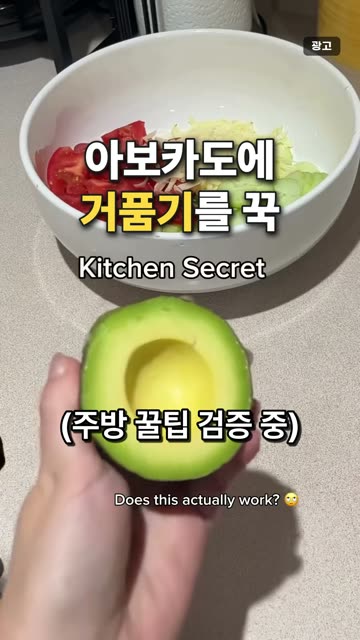 광고
아보카도에
거품기를 꾹
Kitchen Secret
(주방 꿀팁 검증 중)
Does this actually work? 🙄